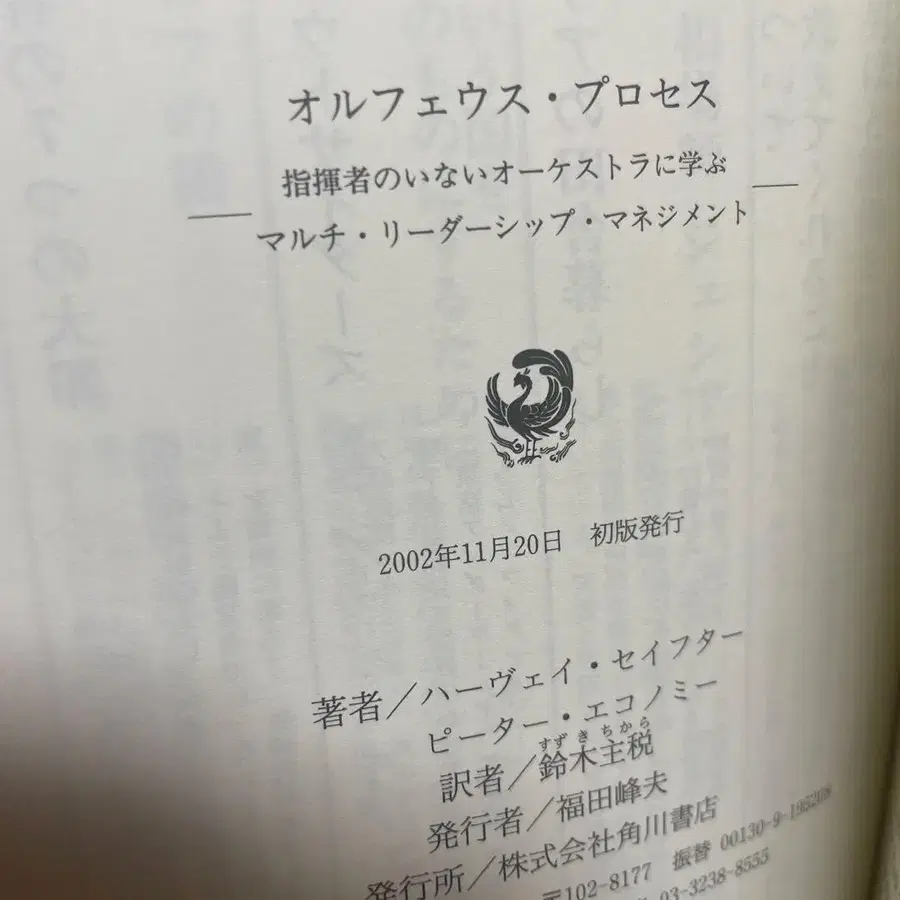 オルフェウス・プロセス
指揮者のいないオーケストラに学ぶ
マルチ・リーダーシップ・マネジメント
2002年11月20日 初版発行
著者／ハーヴェイ・セイフター
ピーター・エコノミー
すずきちから
訳者／鈴木主税
発行者／福田峰夫
発行所／株式会社角川書店
〒102-8177 振替 00130-9-195208
03-3238-8555